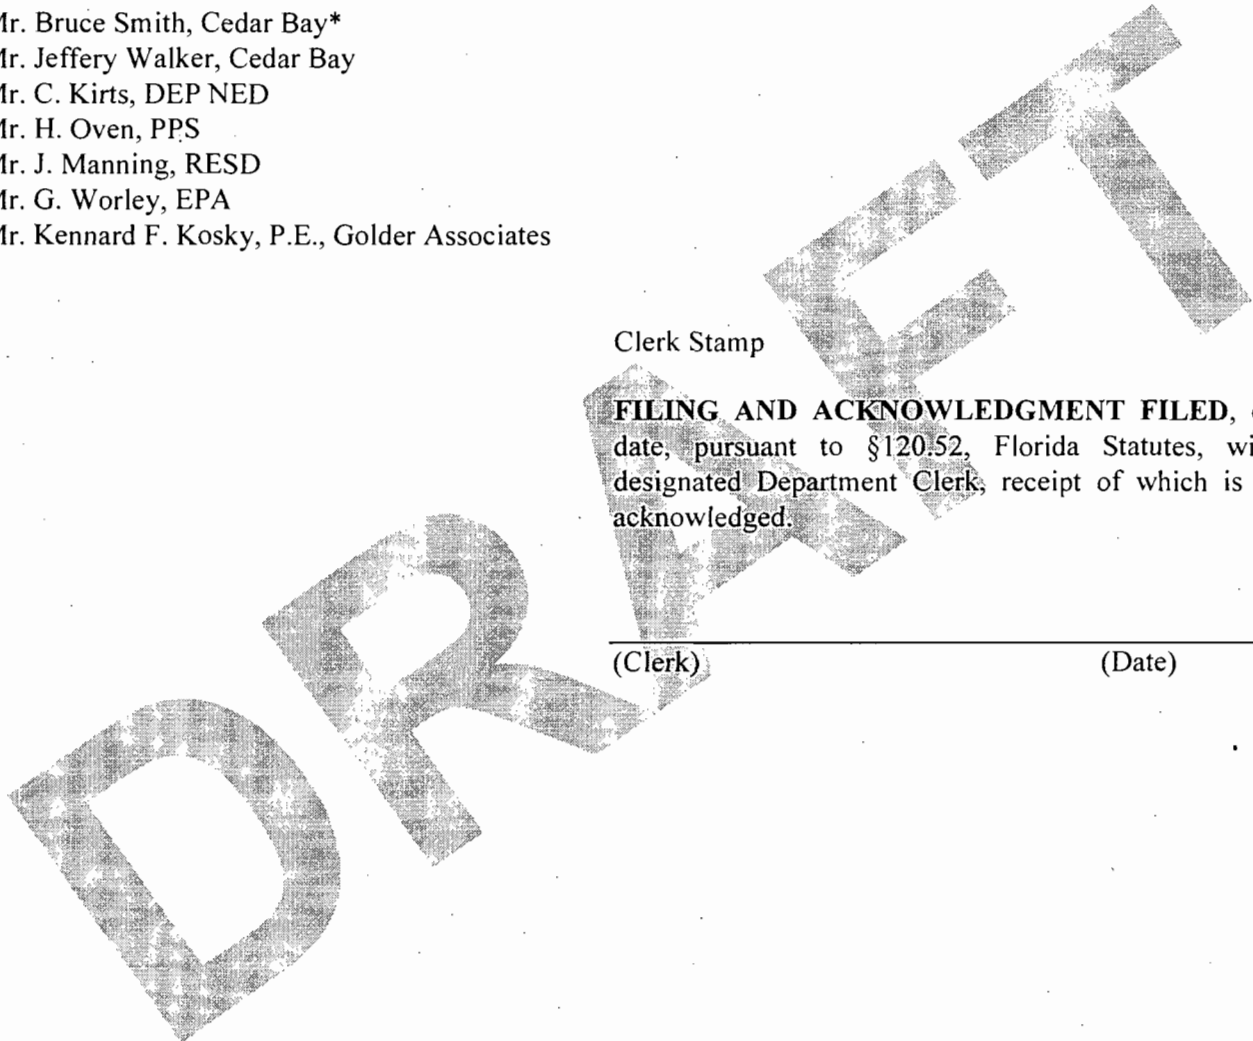 Mr. Bruce Smith, Cedar Bay*
Mr. Jeffery Walker, Cedar Bay
Mr. C. Kirts, DEP NED
Mr. H. Oven, PPS
Mr. J. Manning, RESD
Mr. G. Worley, EPA
Mr. Kennard F. Kosky, P.E., Golder Associates
Clerk Stamp
FILING AND ACKNOWLEDGMENT FILED,
date, pursuant to §120.52, Florida Statutes,
designated Department Clerk, receipt of which is
acknowledged.
(Clerk) (Date)
DRAFT